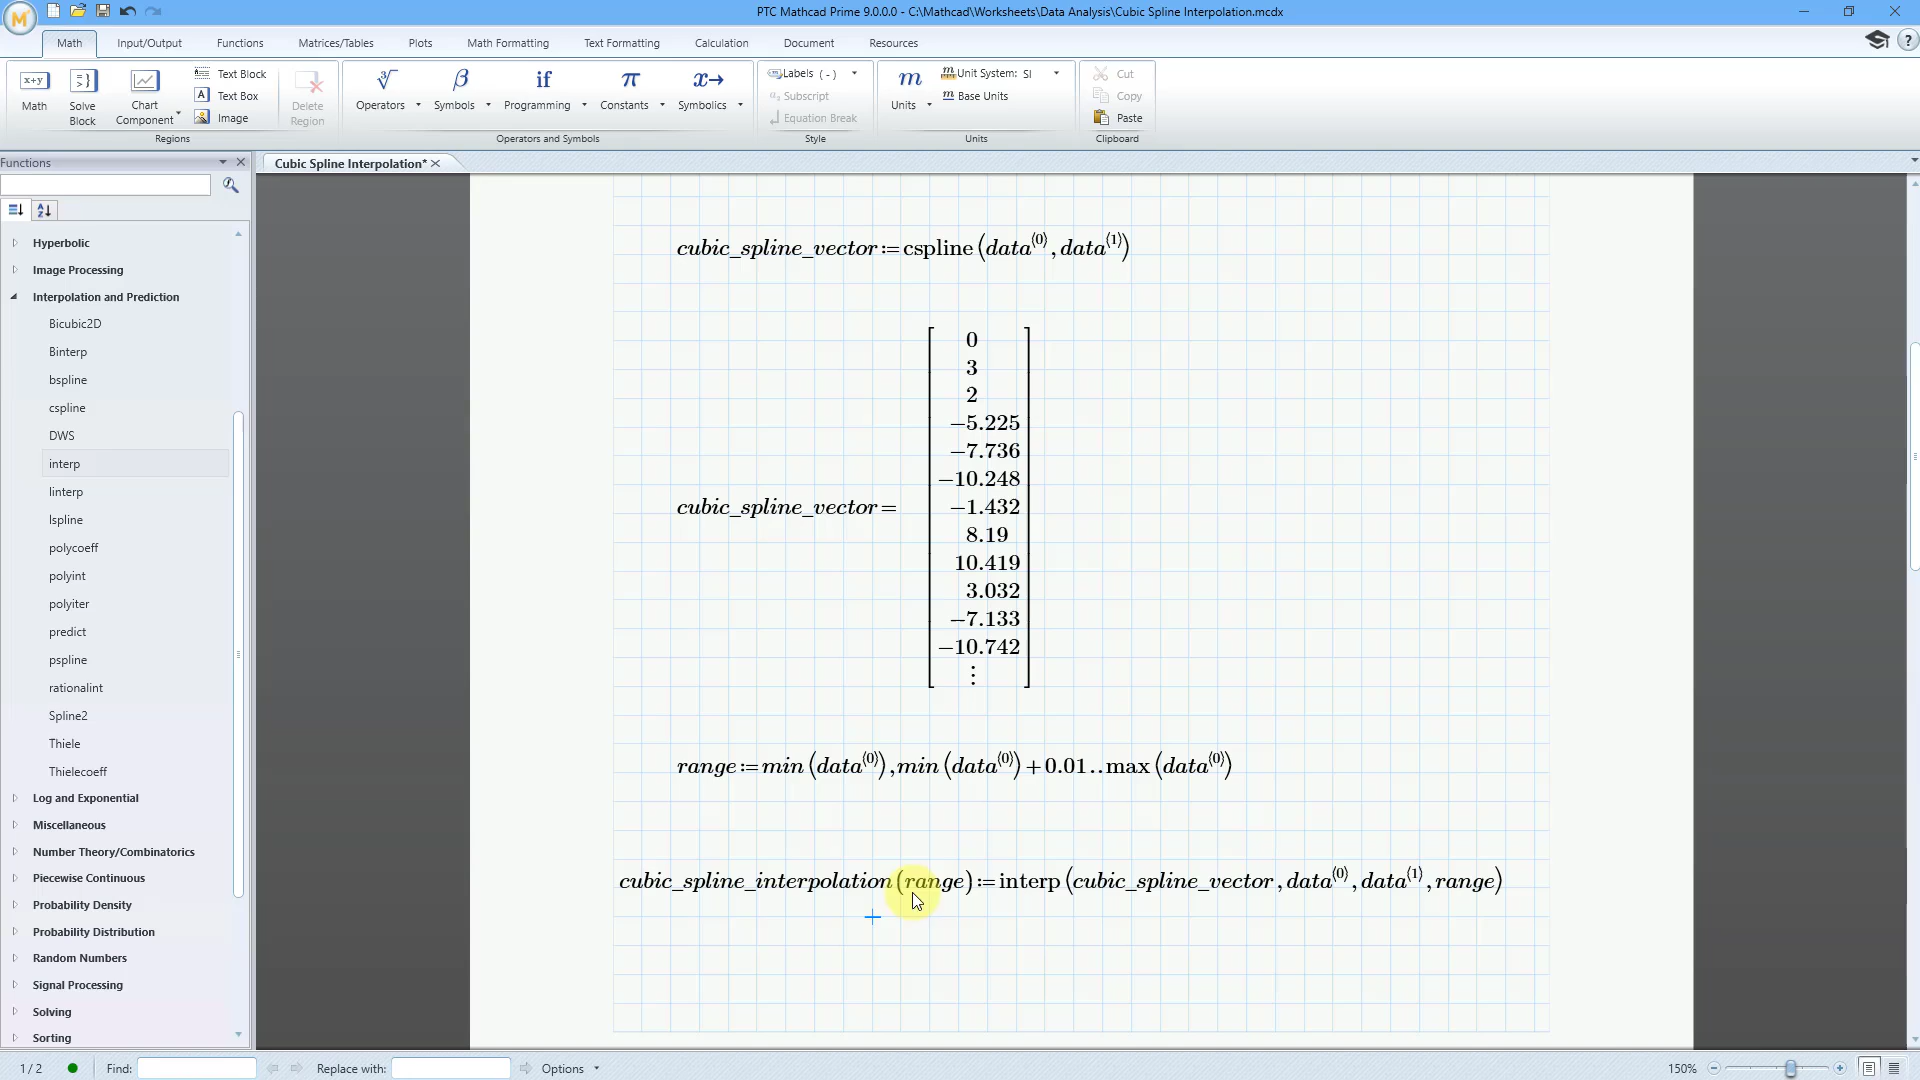 PTC Mathcad Prime 9.0.0.0 - C:\Mathcad\Worksheets\Data Analysis\Cubic Spline Interpolation.mcdx
Math Input/Output Functions Matrices/Tables Plots Math Formatting Text Formatting Calculation Document Resources
Math
Solve Block
Chart Component
Text Block
Text Box
Image
Delete Region
Regions
Operators
Symbols
Programming
Constants
Symbolics
Operators and Symbols
Labels ( - )
Subscript
Equation Break
Style
Units
Unit System: SI
Base Units
Units
Cut
Copy
Paste
Clipboard
Functions
Cubic Spline Interpolation*
Hyperbolic
Image Processing
Interpolation and Prediction
Bicubic2D
Binterp
bspline
cspline
DWS
interp
linterp
lspline
polycoeff
polyint
polyiter
predict
pspline
rationalint
Spline2
Thiele
Thielecoeff
Log and Exponential
Miscellaneous
Number Theory/Combinatorics
Piecewise Continuous
Probability Density
Probability Distribution
Random Numbers
Signal Processing
Solving
Sorting
cubic_spline_vector:=cspline(data⟨0⟩, data⟨1⟩)
0
3
2
−5.225
−7.736
−10.248
cubic_spline_vector= −1.432
8.19
10.419
3.032
−7.133
−10.742
⋮
range:=min(data⟨0⟩),min(data⟨0⟩)+0.01..max(data⟨0⟩)
cubic_spline_interpolation(range):=interp(cubic_spline_vector, data⟨0⟩, data⟨1⟩, range)
1 / 2 Find: Replace with: Options 150%